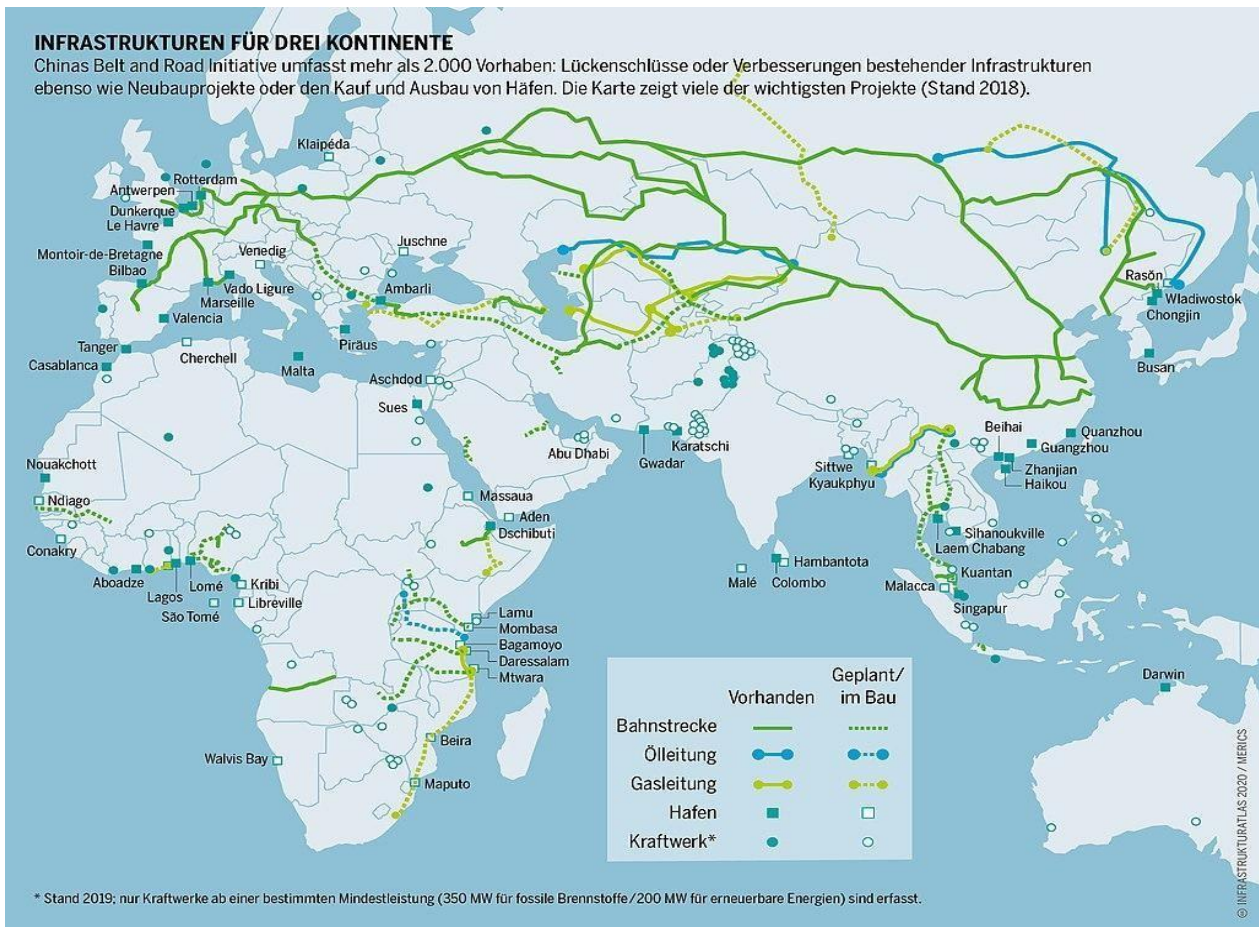 INFRASTRUKTUREN FÜR DREI KONTINENTE
Chinas Belt and Road Initiative umfasst mehr als 2.000 Vorhaben: Lückenschlüsse oder Verbesserungen bestehender Infrastrukturen
ebenso wie Neubauprojekte oder den Kauf und Ausbau von Häfen. Die Karte zeigt viele der wichtigsten Projekte (Stand 2018).
Klaipéda
Rotterdam
Antwerpen
Dunkerque
Le Havre
Montoir-de-Bretagne
Bilbao
Venedig
Juschne
Vado Ligure
Marseille
Ambarli
Valencia
Piräus
Tanger
Cherchell
Malta
Casablanca
Aschdod
Sues
Rasŏn
Wladiwostok
Chongjin
Busan
Abu Dhabi
Gwadar
Karatschi
Sittwe
Kyaukphyu
Beihai
Quanzhou
Guangzhou
Zhanjian
Haikou
Nouakchott
Ndiago
Conakry
Massaua
Aden
Dschibuti
Sihanoukville
Laem Chabang
Aboadze
Lagos
Lomé
São Tomé
Kribi
Libreville
Malé
Colombo
Hambantota
Kuantan
Malacca
Singapur
Lamu
Mombasa
Bagamoyo
Daressalam
Mtwara
Darwin
Walvis Bay
Beira
Maputo
Vorhanden
Geplant/
im Bau
Bahnstrecke
Ölleitung
Gasleitung
Hafen
Kraftwerk*
* Stand 2019; nur Kraftwerke ab einer bestimmten Mindestleistung (350 MW für fossile Brennstoffe/200 MW für erneuerbare Energien) sind erfasst.
© INFRASTRUKTURATLAS 2020 / MERICS